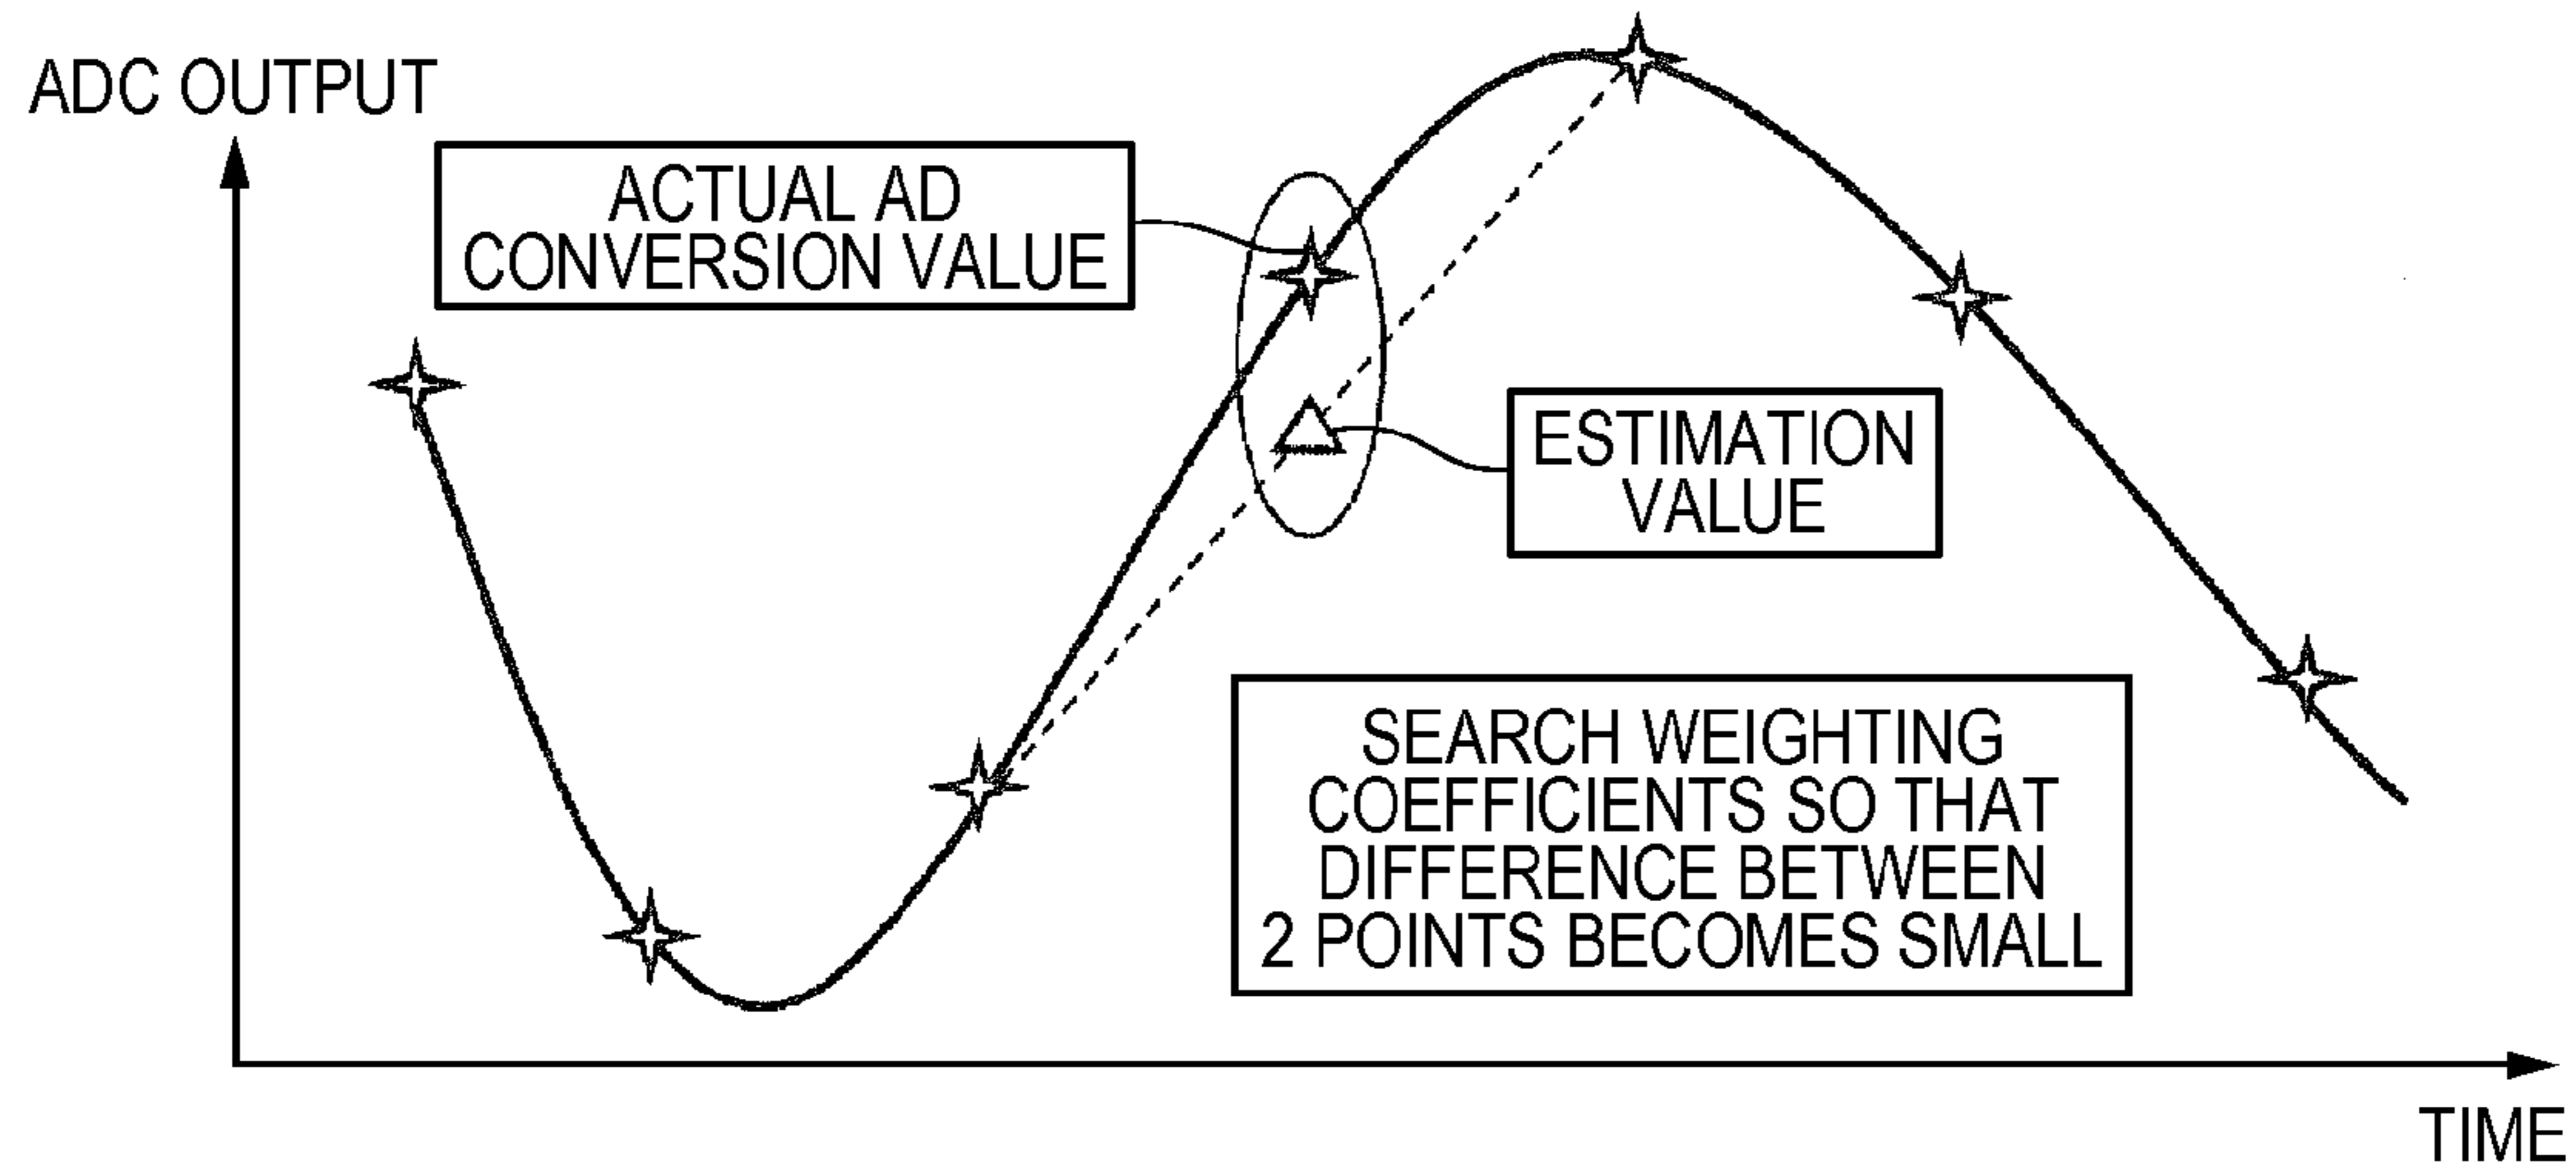 ADC OUTPUT
ACTUAL AD
CONVERSION VALUE
ESTIMATION
VALUE
SEARCH WEIGHTING
COEFFICIENTS SO THAT
DIFFERENCE BETWEEN
2 POINTS BECOMES SMALL
TIME